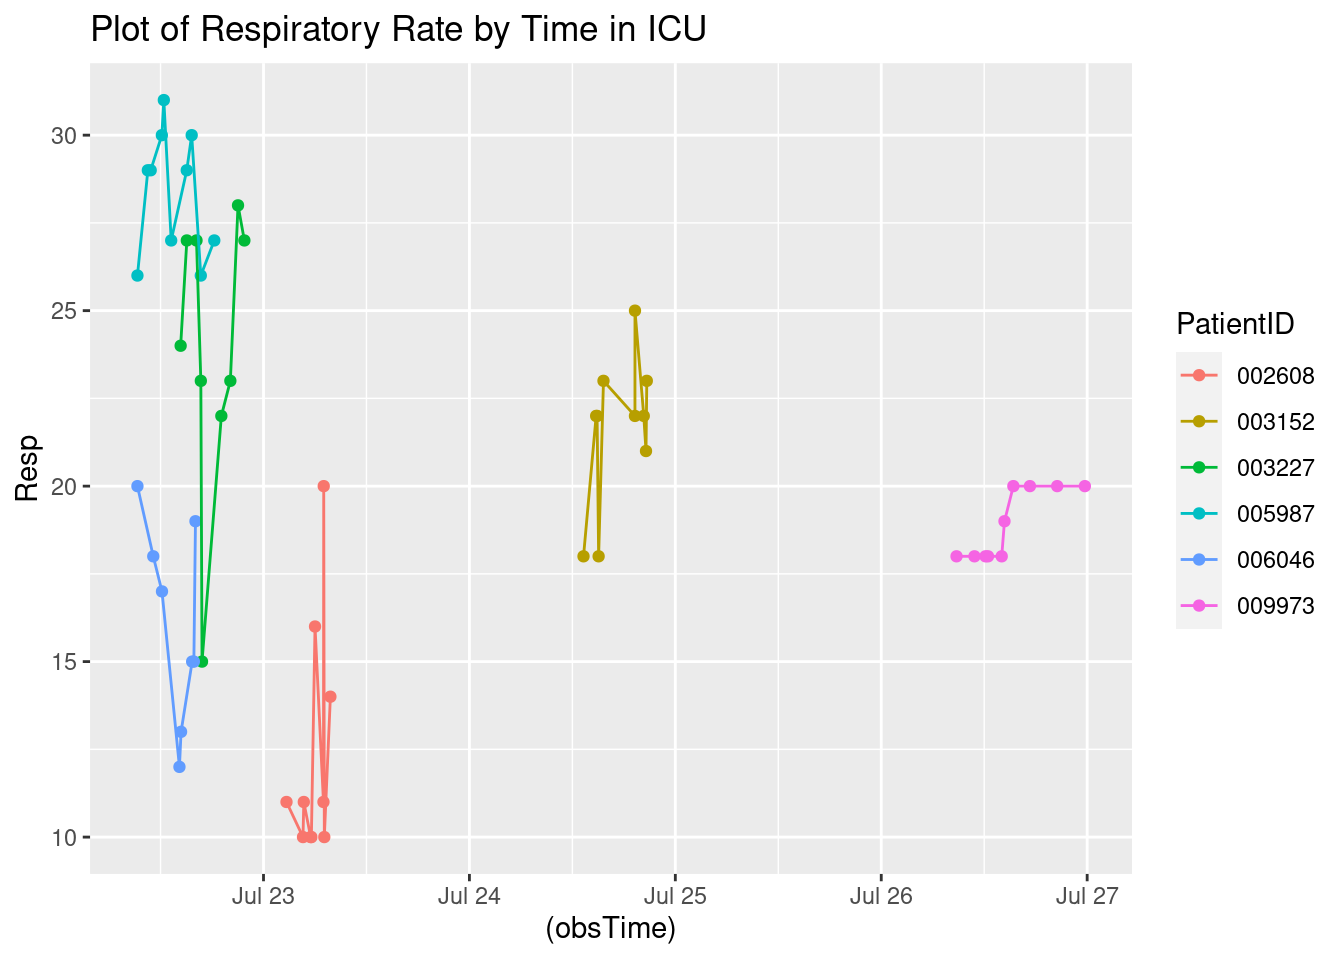 Plot of Respiratory Rate by Time in ICU
30
25
20
15
10
Resp
Jul 23 Jul 24 Jul 25 Jul 26 Jul 27
(obsTime)
PatientID
002608
003152
003227
005987
006046
009973